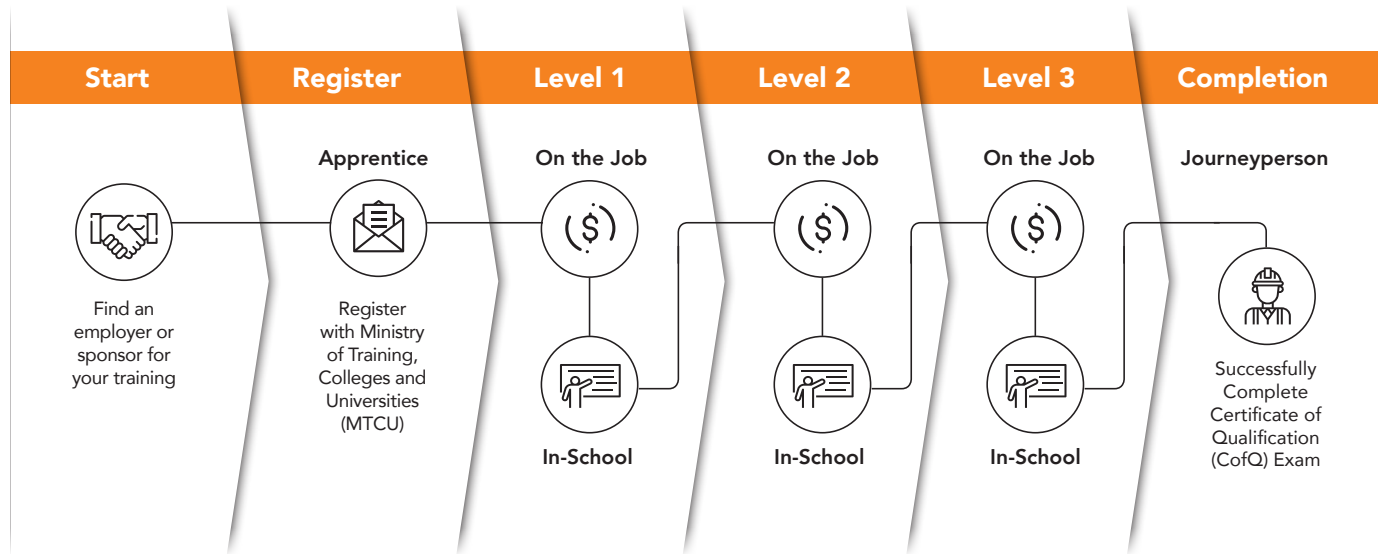 Start
Register
Level 1
Level 2
Level 3
Completion
Find an
employer or
sponsor for
your training
Apprentice
Register
with Ministry
of Training,
Colleges and
Universities
(MTCU)
On the Job
$
In-School
On the Job
$
In-School
On the Job
$
In-School
Journeyperson
Successfully
Complete
Certificate of
Qualification
(CofQ) Exam